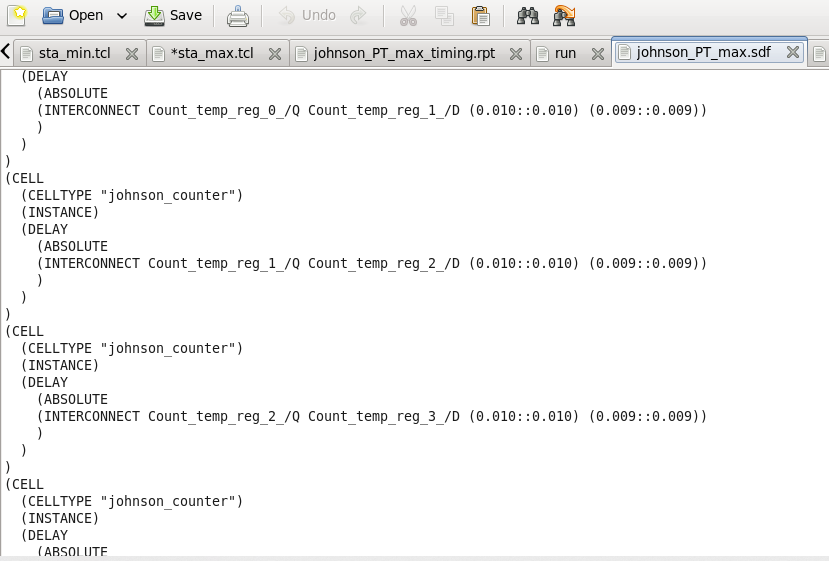 Open Save Undo
sta_min.tcl *sta_max.tcl johnson_PT_max_timing.rpt run johnson_PT_max.sdf
(DELAY
(ABSOLUTE
(INTERCONNECT Count_temp_reg_0_/Q Count_temp_reg_1_/D (0.010::0.010) (0.009::0.009))
)
)
)
(CELL
(CELLTYPE "johnson_counter")
(INSTANCE)
(DELAY
(ABSOLUTE
(INTERCONNECT Count_temp_reg_1_/Q Count_temp_reg_2_/D (0.010::0.010) (0.009::0.009))
)
)
)
(CELL
(CELLTYPE "johnson_counter")
(INSTANCE)
(DELAY
(ABSOLUTE
(INTERCONNECT Count_temp_reg_2_/Q Count_temp_reg_3_/D (0.010::0.010) (0.009::0.009))
)
)
)
(CELL
(CELLTYPE "johnson_counter")
(INSTANCE)
(DELAY
(ABSOLUTE